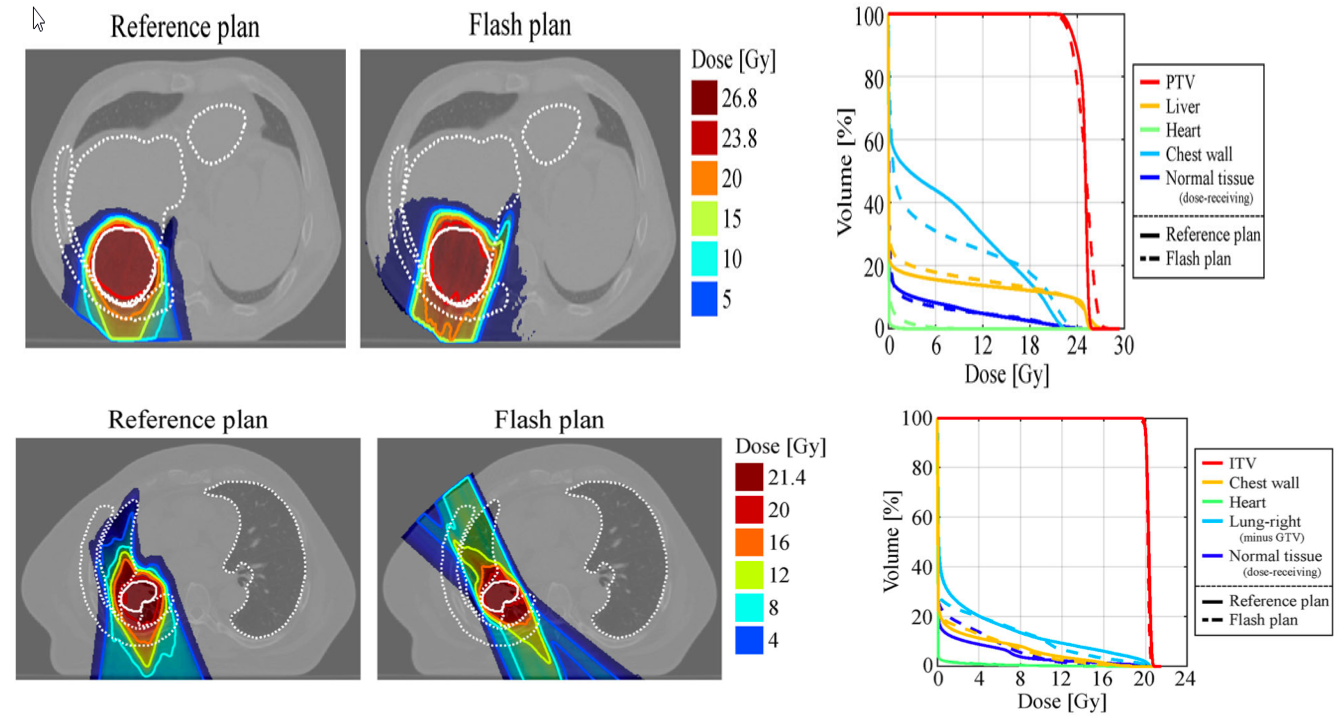 Reference plan
Flash plan
Dose [Gy]
26.8
23.8
20
15
10
5
100
80
60
40
20
0
Volume [%]
0 6 12 18 24 30
Dose [Gy]
PTV
Liver
Heart
Chest wall
Normal tissue
(dose-receiving)
Reference plan
Flash plan
Reference plan
Flash plan
Dose [Gy]
21.4
20
16
12
8
4
100
80
60
40
20
0
Volume [%]
0 4 8 12 16 20 24
Dose [Gy]
ITV
Chest wall
Heart
Lung-right
(minus GTV)
Normal tissue
(dose-receiving)
Reference plan
Flash plan